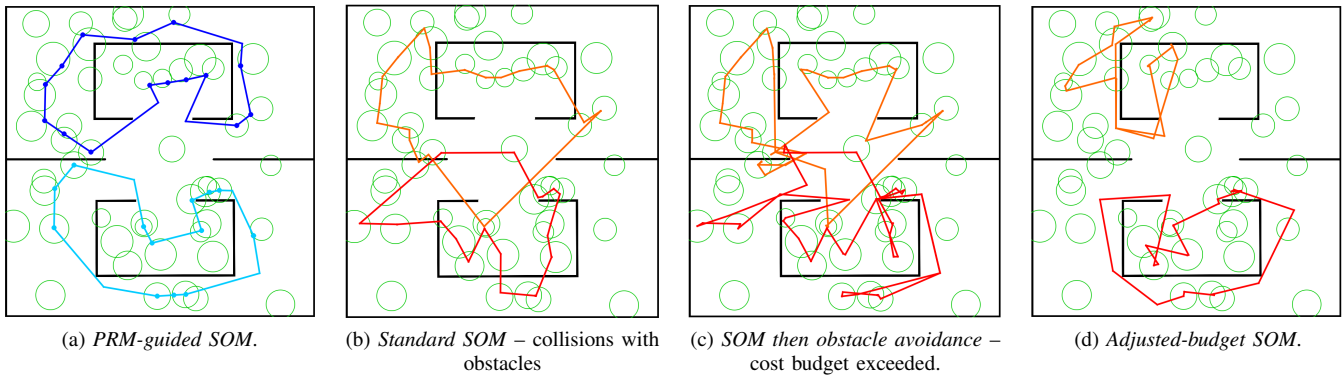 (a) PRM-guided SOM.
(b) Standard SOM – collisions with
obstacles
(c) SOM then obstacle avoidance –
cost budget exceeded.
(d) Adjusted-budget SOM.